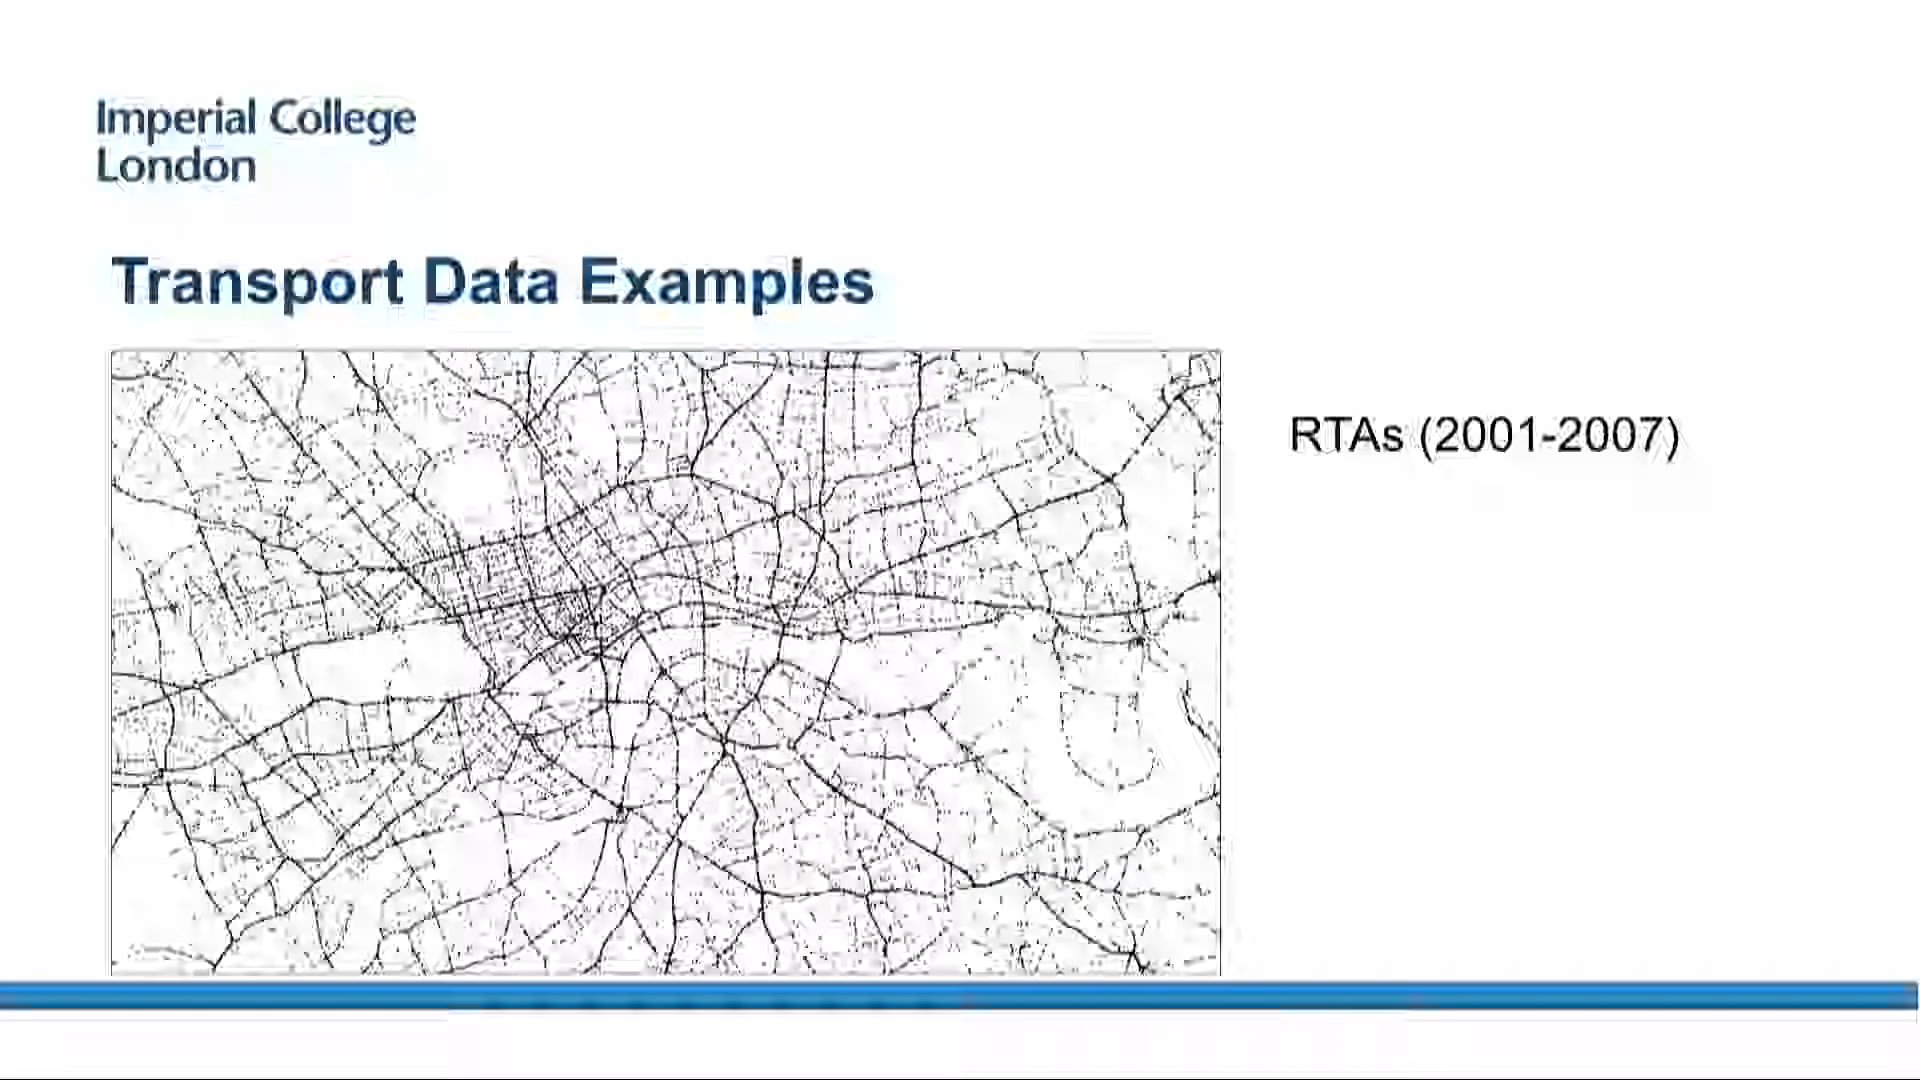 Imperial College
London
Transport Data Examples
RTAs (2001-2007)